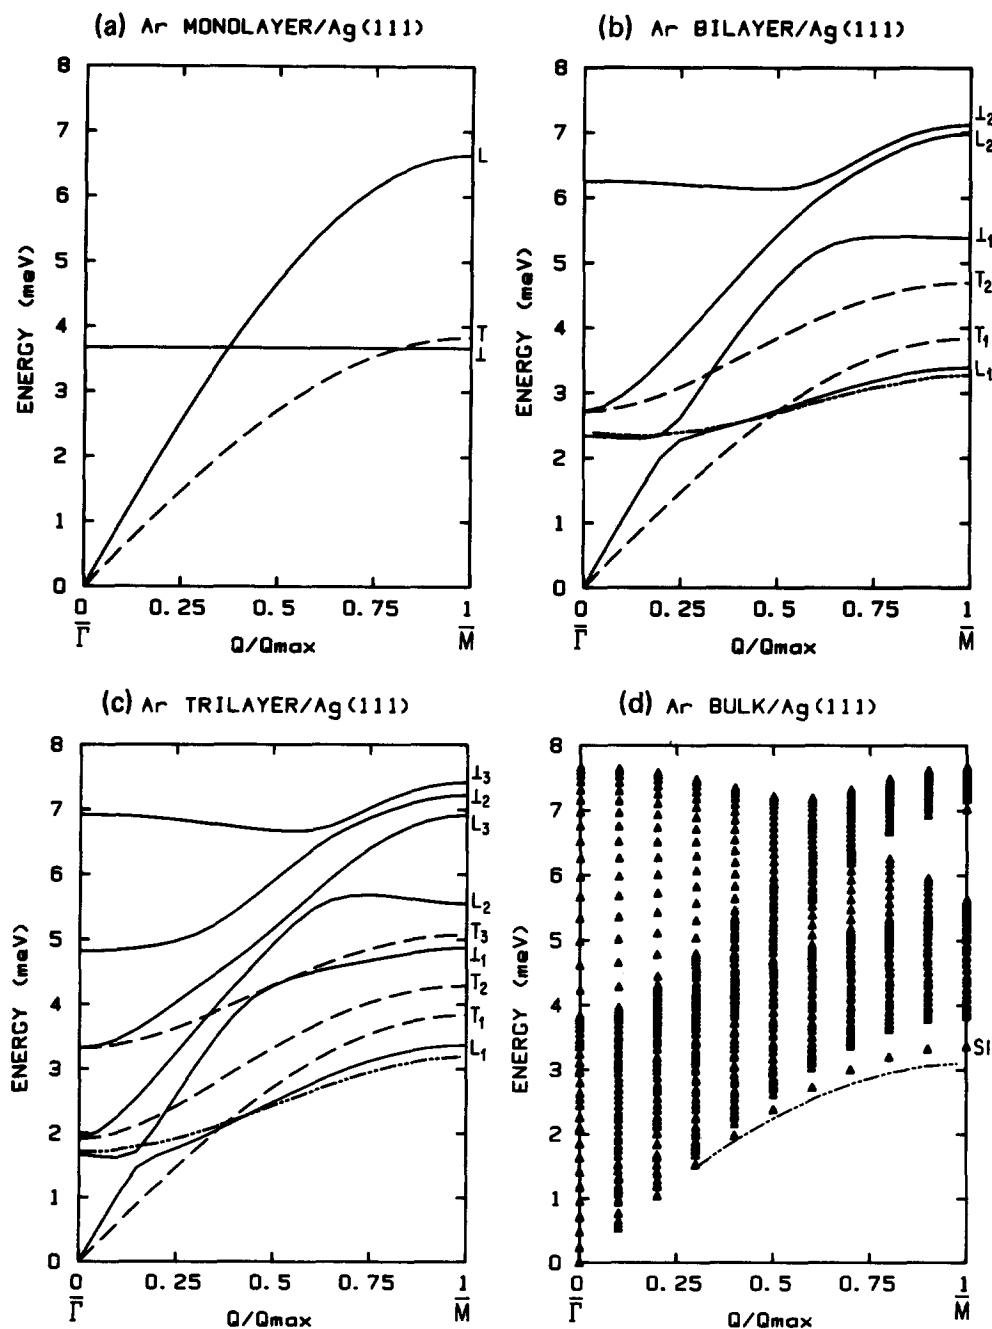 (a) Ar MONOLAYER/Ag(111)
8
7
6
5
4
3
2
1
0
ENERGY (meV)
L
T
⊥
0
0.25
0.5
0.75
1
Γ̅
Q/Qmax
M̅
(b) Ar BILAYER/Ag(111)
8
7
6
5
4
3
2
1
0
ENERGY (meV)
⊥2
L2
⊥1
T2
T1
L1
0
0.25
0.5
0.75
1
Γ̅
Q/Qmax
M̅
(c) Ar TRILAYER/Ag(111)
8
7
6
5
4
3
2
1
0
ENERGY (meV)
⊥3
⊥2
L3
L2
T3
⊥1
T2
T1
L1
0
0.25
0.5
0.75
1
Γ̅
Q/Qmax
M̅
(d) Ar BULK/Ag(111)
8
7
6
5
4
3
2
1
0
ENERGY (meV)
0
0.25
0.5
0.75
1
Γ̅
Q/Qmax
M̅